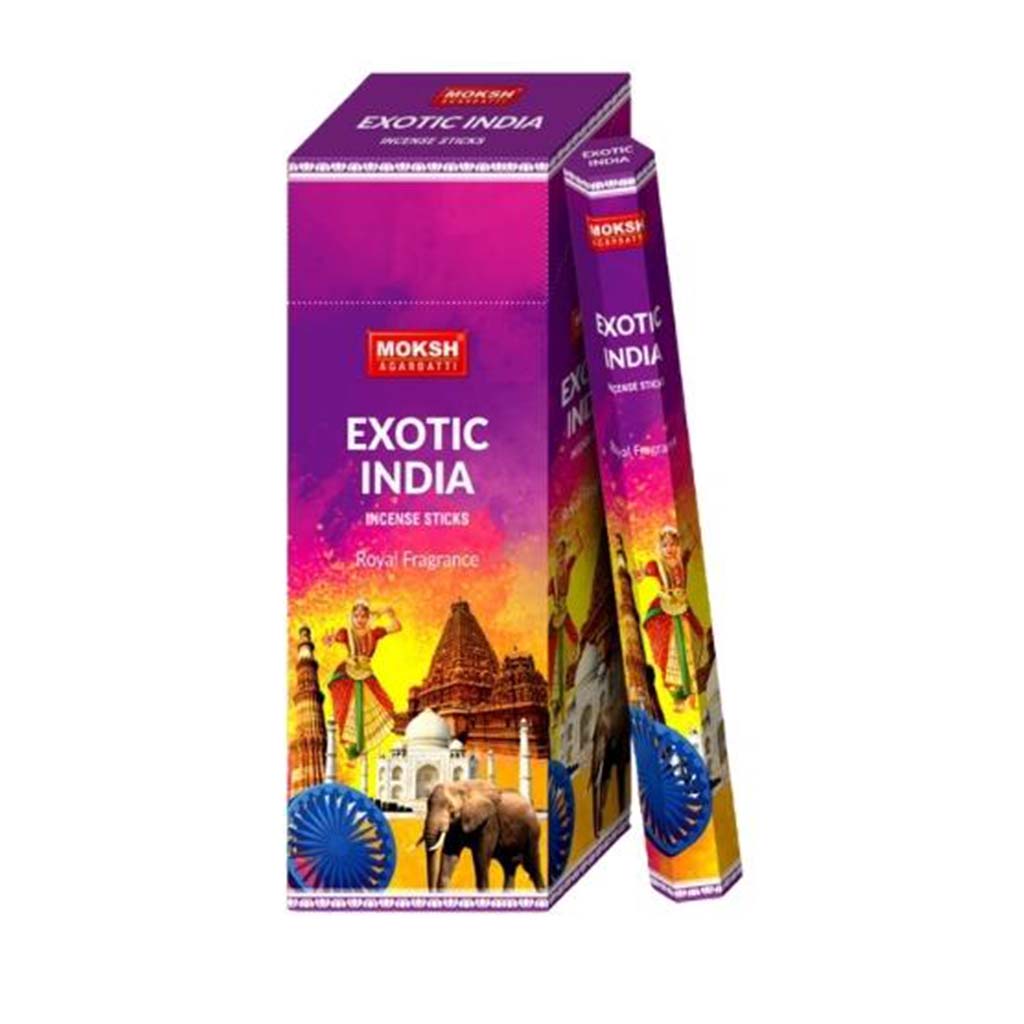 MOKSH
AGARBATTI
EXOTIC INDIA
INCENSE STICKS
MOKSH
AGARBATTI
EXOTIC
INDIA
INCENSE STICKS
Royal Fragrance
EXOTIC
INDIA
MOKSH
AGARBATTI
EXOTIC
INDIA
INCENSE STICKS
Royal Fragrance